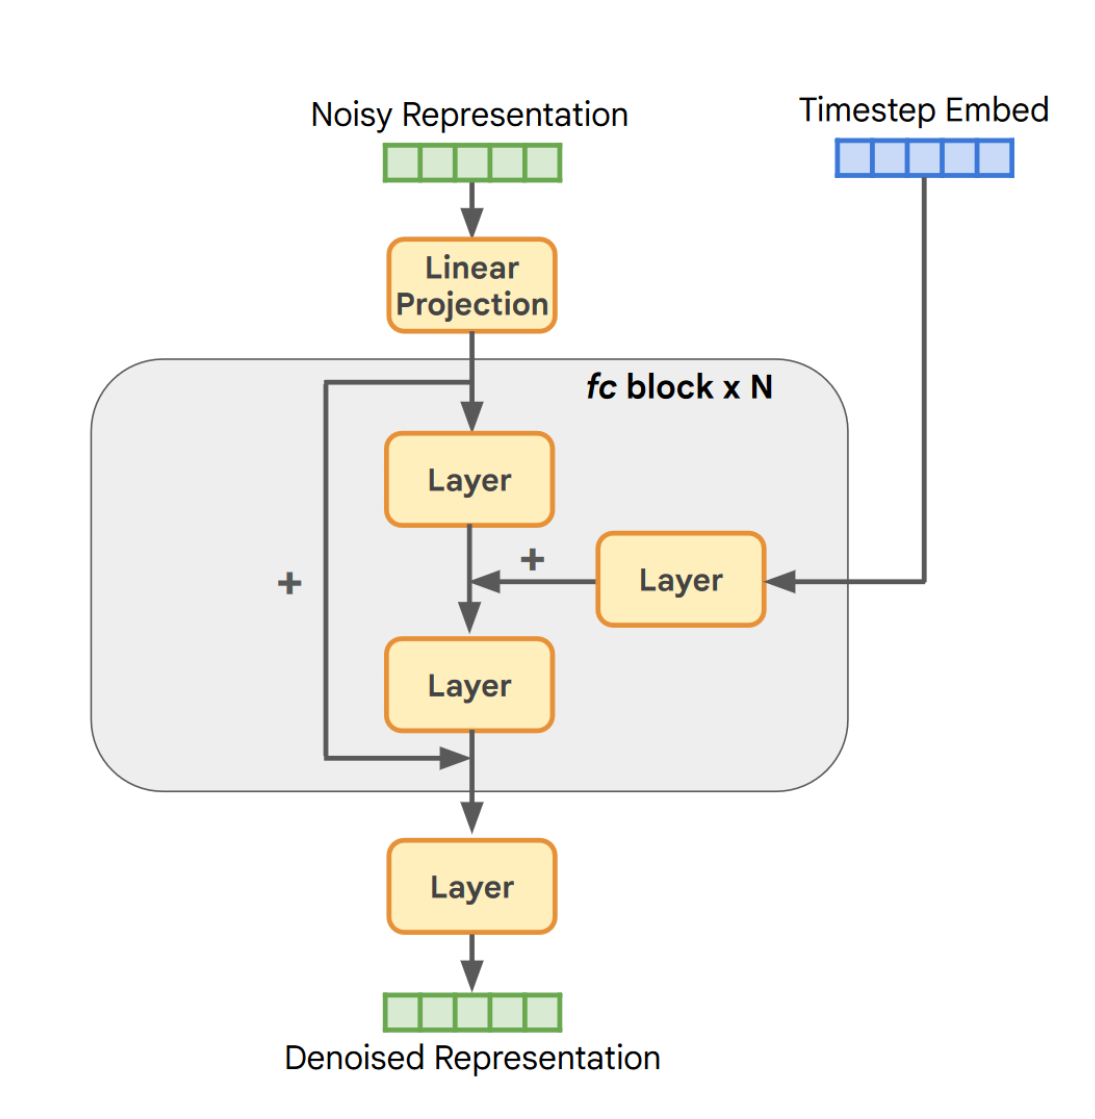 Noisy Representation
Timestep Embed
Linear
Projection
fc block x N
Layer
+
Layer
+
Layer
Layer
Denoised Representation